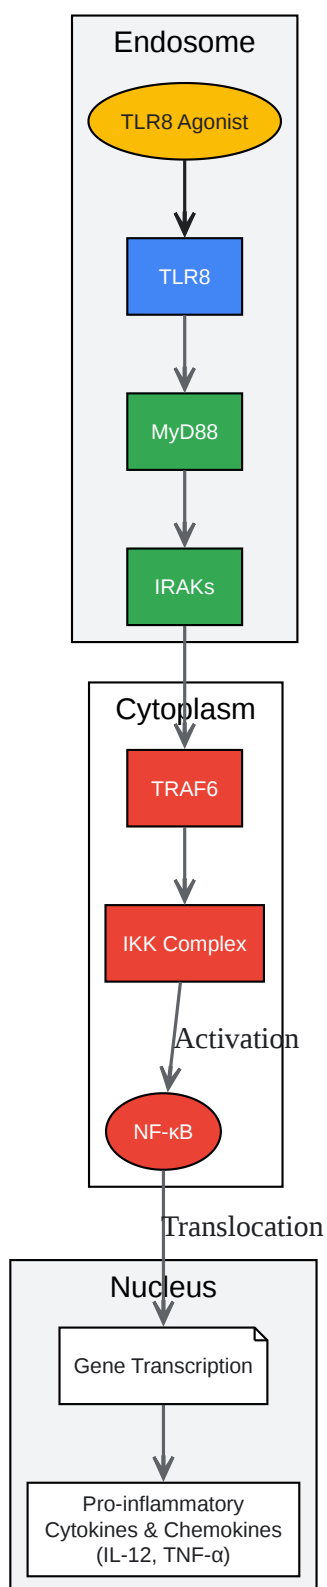 Endosome
TLR8 Agonist
TLR8
MyD88
IRAKs
Cytoplasm
TRAF6
IKK Complex
Activation
NF-κB
Translocation
Nucleus
Gene Transcription
Pro-inflammatory
Cytokines & Chemokines
(IL-12, TNF-α)